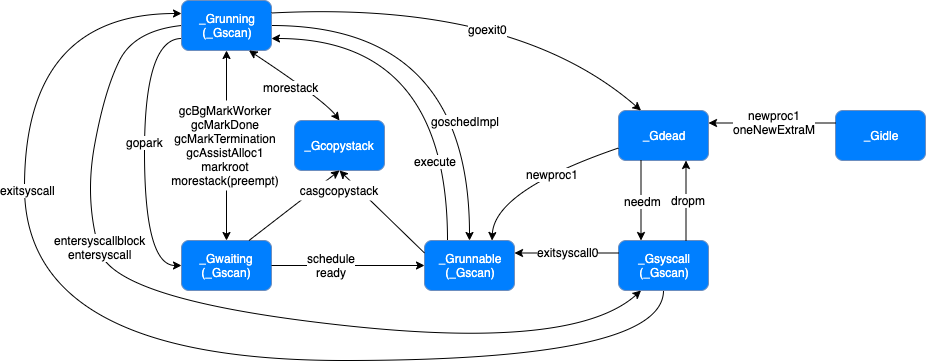 _Grunning
(_Gscan)
goexit0
morestack
gcBgMarkWorker
gcMarkDone
gcMarkTermination
gcAssistAlloc1
markroot
morestack(preempt)
goschedImpl
gopark
_Gcopystack
execute
_Gdead
newproc1
oneNewExtraM
_Gidle
exitsyscall
casgcopystack
newproc1
needm
dropm
entersyscallblock
entersyscall
_Gwaiting
(_Gscan)
schedule
ready
_Grunnable
(_Gscan)
exitsyscall0
_Gsyscall
(_Gscan)